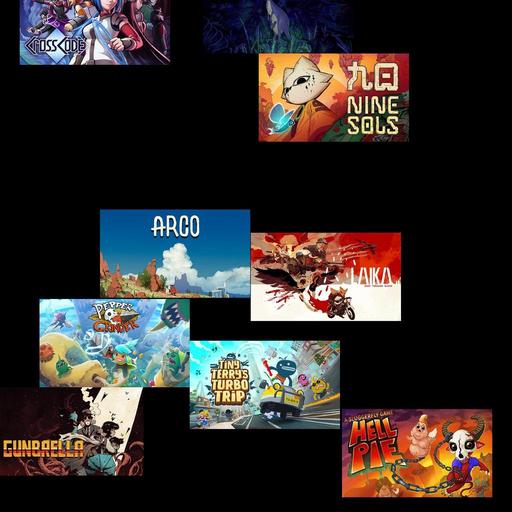 CROSSCODE
九日
NINE
SOLS
ARCO
LAIKA
PEPPER
GRINDER
TINY
TERRY'S
TURBO
TRIP
GUNBRELLA
A SLUGGERFLY GAME
HELL
PIE